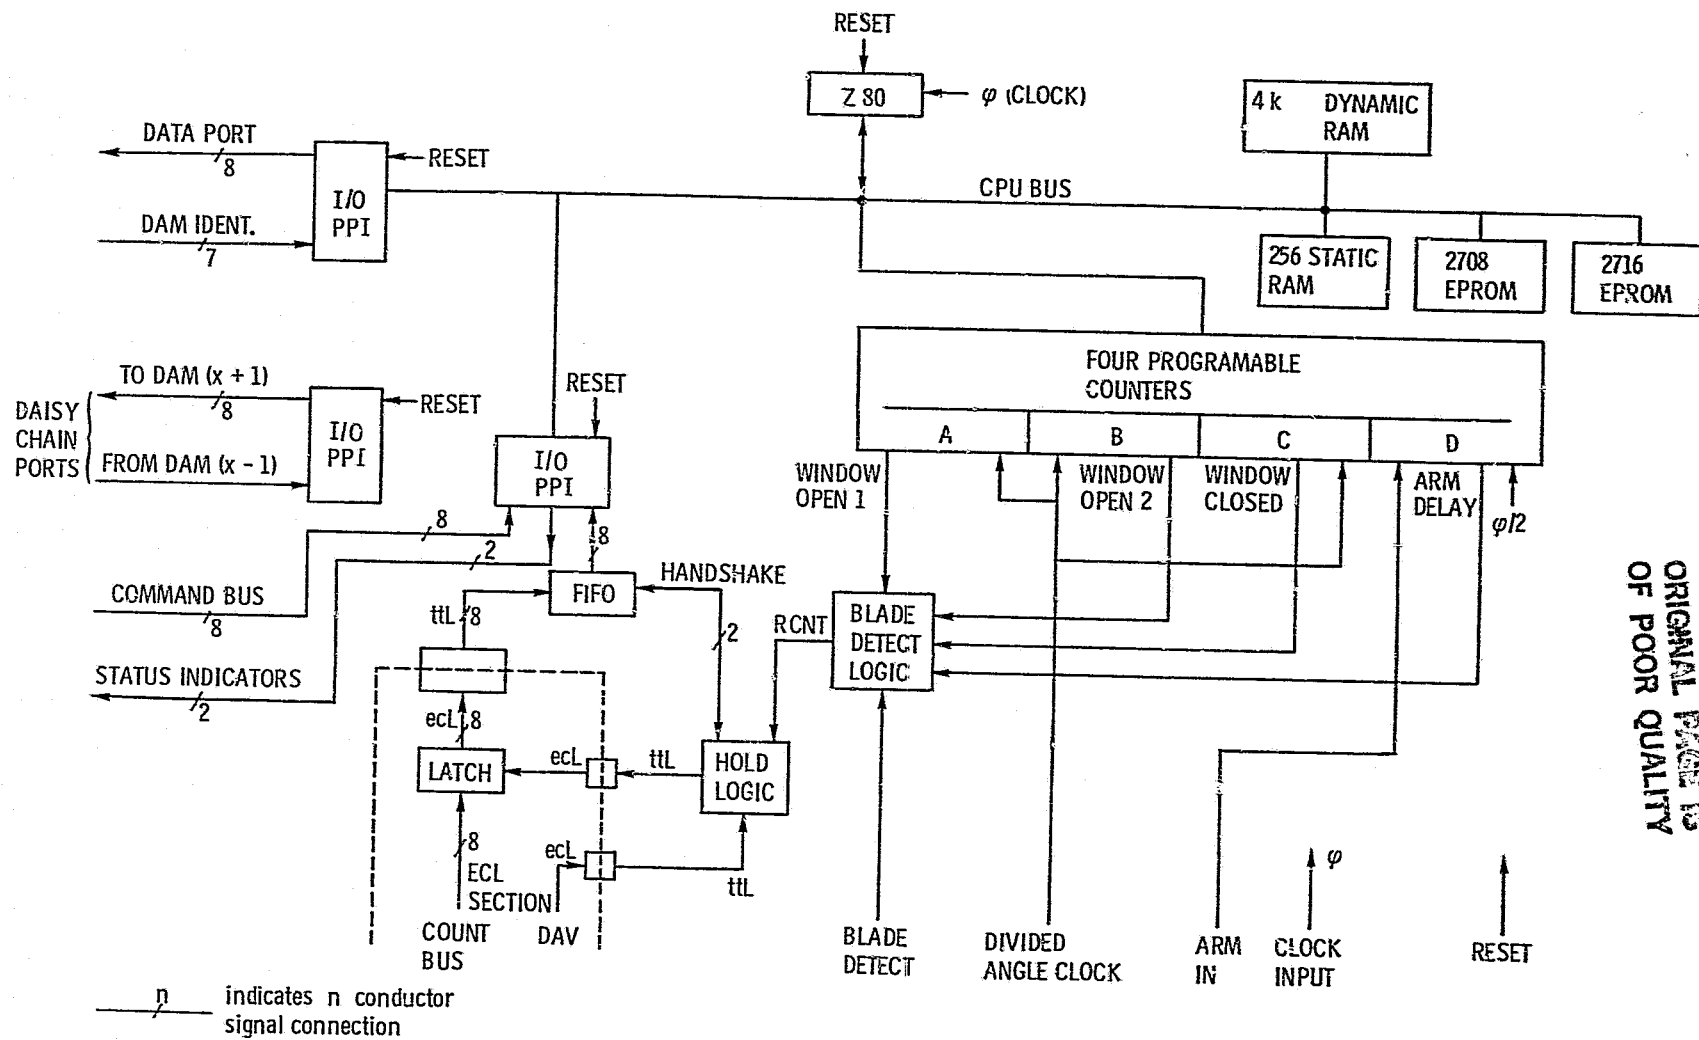 RESET
Z 80
φ (CLOCK)
4 k DYNAMIC
RAM
DATA PORT
8
RESET
I/O
PPI
DAM IDENT.
7
CPU BUS
256 STATIC
RAM
2708
EPROM
2716
EPROM
FOUR PROGRAMABLE
COUNTERS
A
B
C
D
DAISY
CHAIN
PORTS
TO DAM (x + 1)
8
RESET
I/O
PPI
FROM DAM (x - 1)
RESET
I/O
PPI
WINDOW
OPEN 1
WINDOW
OPEN 2
WINDOW
CLOSED
ARM
DELAY
φ/2
8
2
8
COMMAND BUS
8
FIFO
HANDSHAKE
2
ttL
8
STATUS INDICATORS
2
RCNT
BLADE
DETECT
LOGIC
ecL
8
LATCH
ecL
ttL
HOLD
LOGIC
8
ECL
SECTION
ecL
ttL
COUNT
BUS
DAV
BLADE
DETECT
DIVIDED
ANGLE CLOCK
ARM
IN
φ
CLOCK
INPUT
RESET
n
indicates n conductor
signal connection
ORIGINAL PAGE IS
OF POOR QUALITY